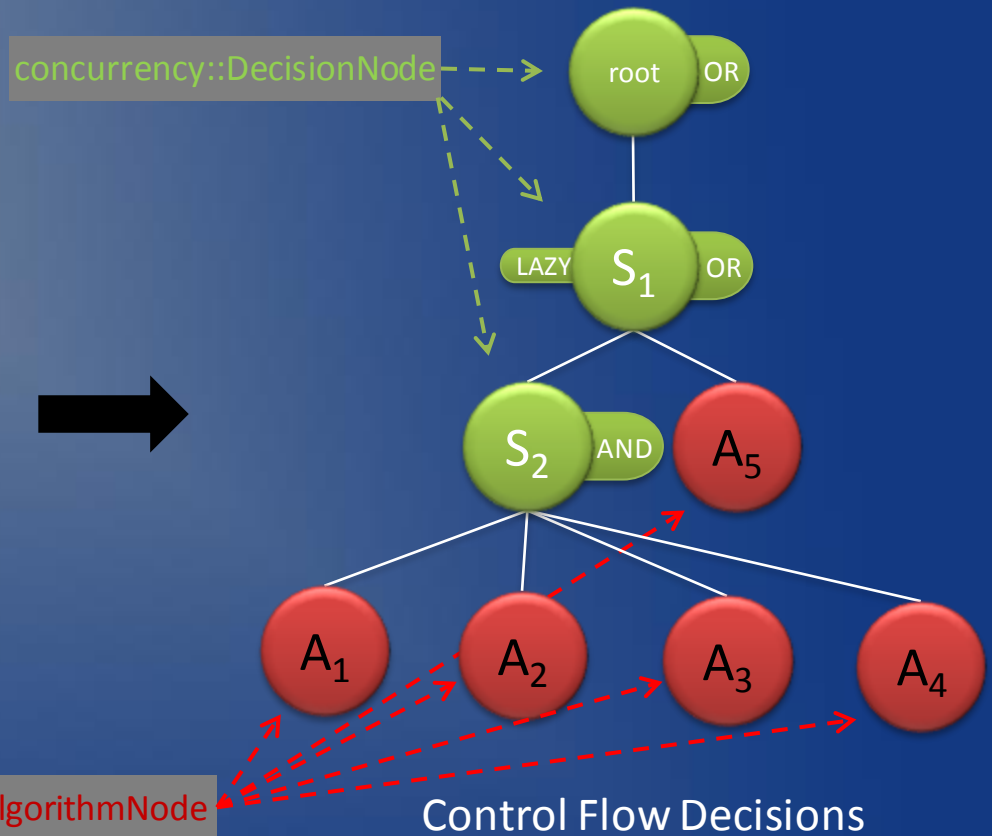 root OR
concurrency::DecisionNode
LAZY S₁ OR
S₂ AND A₅
A₁ A₂ A₃ A₄
lgorithmNode
Control Flow Decisions